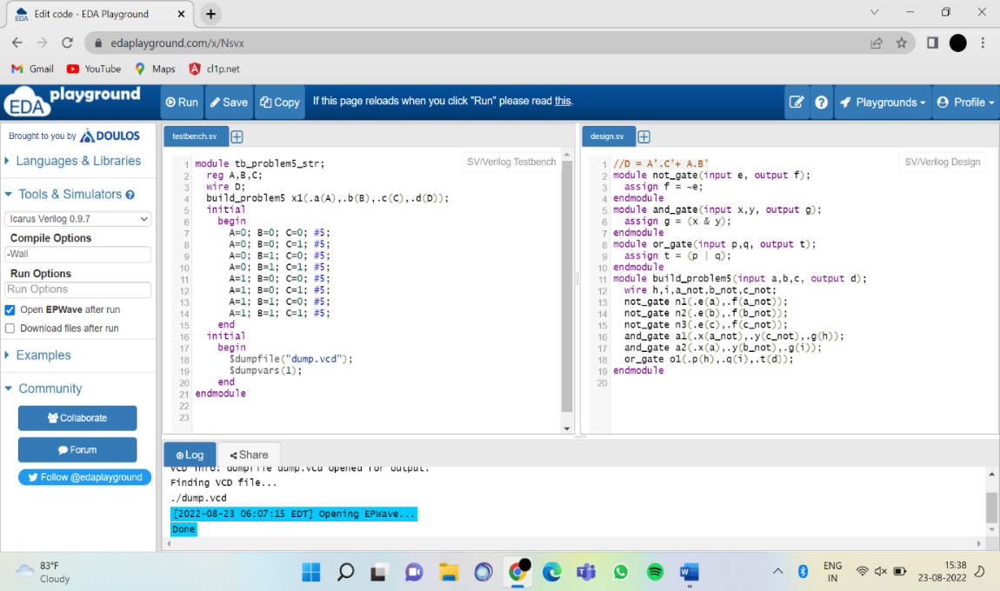 Edit code - EDA Playground
edaplayground.com/x/Nsvx
Gmail YouTube Maps cl1p.net
EDA playground Run Save Copy If this page reloads when you click "Run" please read this. Playgrounds Profile
Brought to you by DOULOS
Languages & Libraries
Tools & Simulators
Icarus Verilog 0.9.7
Compile Options
-Wall
Run Options
Run Options
Open EPWave after run
Download files after run
Examples
Community
Collaborate
Forum
Follow @edaplayground
testbench.sv
SV/Verilog Testbench
1 module tb_problem5_str;
2 reg A,B,C;
3 wire D;
4 build_problem5 x1(.a(A),.b(B),.c(C),.d(D));
5 initial
6 begin
7 A=0; B=0; C=0; #5;
8 A=0; B=0; C=1; #5;
9 A=0; B=1; C=0; #5;
10 A=0; B=1; C=1; #5;
11 A=1; B=0; C=0; #5;
12 A=1; B=0; C=1; #5;
13 A=1; B=1; C=0; #5;
14 A=1; B=1; C=1; #5;
15 end
16 initial
17 begin
18 $dumpfile("dump.vcd");
19 $dumpvars(1);
20 end
21 endmodule
22
23
design.sv
SV/Verilog Design
1 //D = A'.C'+ A.B'
2 module not_gate(input e, output f);
3 assign f = ~e;
4 endmodule
5 module and_gate(input x,y, output g);
6 assign g = (x & y);
7 endmodule
8 module or_gate(input p,q, output t);
9 assign t = (p | q);
10 endmodule
11 module build_problem5(input a,b,c, output d);
12 wire h,i,a_not,b_not,c_not;
13 not_gate n1(.e(a),.f(a_not));
14 not_gate n2(.e(b),.f(b_not));
15 not_gate n3(.e(c),.f(c_not));
16 and_gate a1(.x(a_not),.y(c_not),.g(h));
17 and_gate a2(.x(a),.y(b_not),.g(i));
18 or_gate o1(.p(h),.q(i),.t(d));
19 endmodule
20
Log Share
VCD info: dumpfile dump.vcd opened for output.
Finding VCD file...
./dump.vcd
[2022-08-23 06:07:15 EDT] Opening EPWave...
Done
83°F
Cloudy
ENG
IN
15:38
23-08-2022